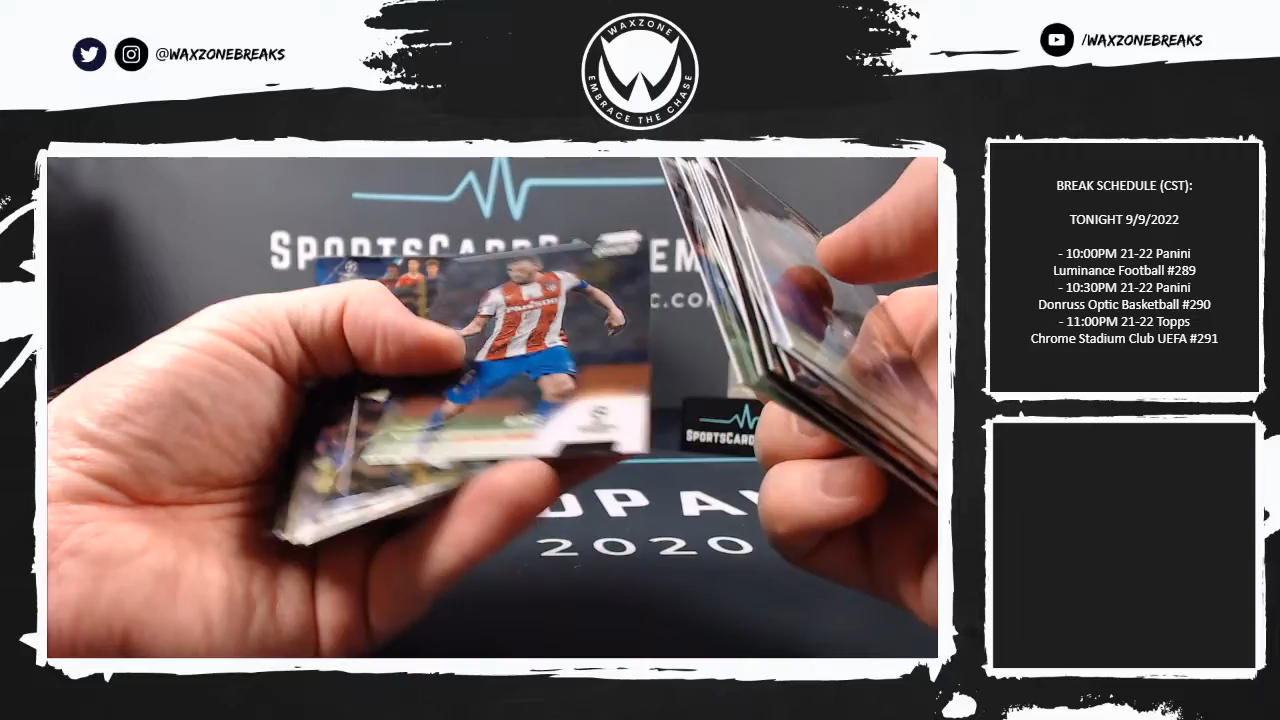 @WAXZONEBREAKS
WAXZONE
EMBRACE THE CHASE
/WAXZONEBREAKS
BREAK SCHEDULE (CST):
TONIGHT 9/9/2022
- 10:00PM 21-22 Panini
Luminance Football #289
- 10:30PM 21-22 Panini
Donruss Optic Basketball #290
- 11:00PM 21-22 Topps
Chrome Stadium Club UEFA #291
2020